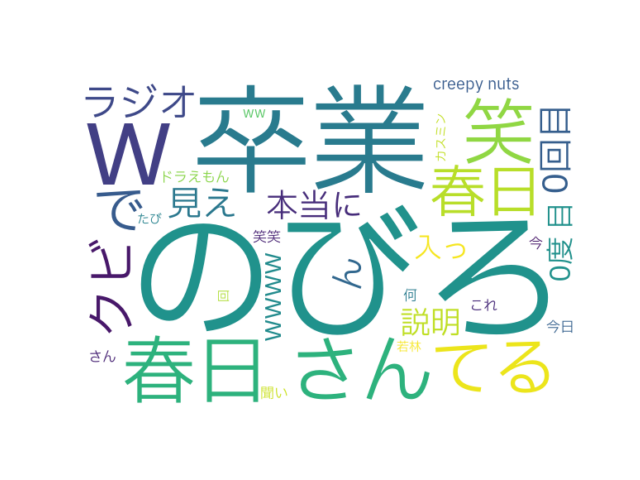 creepy nuts
ラジオ
卒業
ww
笑
カスミン
0回目
w
ドラえもん
春日
で
見え
本当に
たび
のびろ
笑笑
入っ
今
0度目
クビ
wwww
ん
回
何
これ
説明
今日
さん
春日さん
若林
てる
聞い